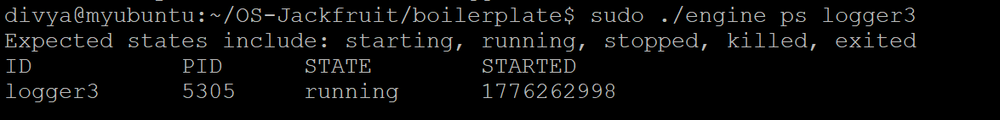 divya@myubuntu:~/OS-Jackfruit/boilerplate$ sudo ./engine ps logger3
Expected states include: starting, running, stopped, killed, exited
ID PID STATE STARTED
logger3 5305 running 1776262998